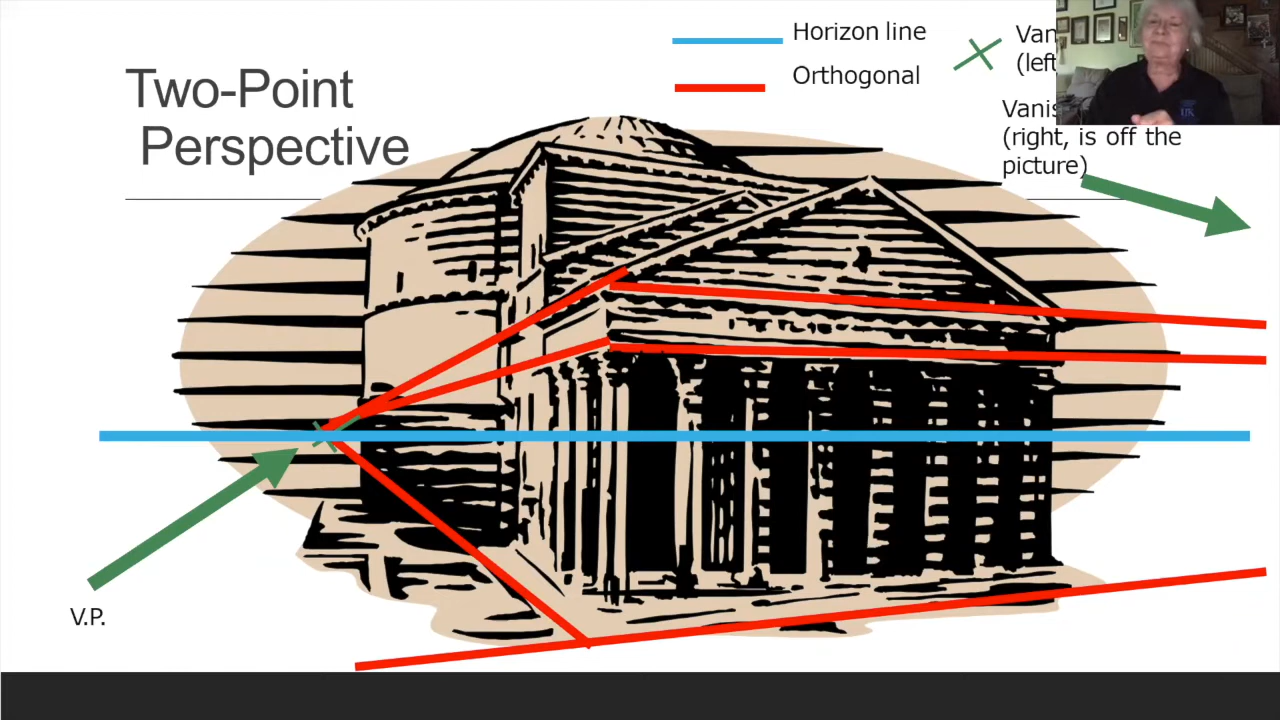 Two-Point
Perspective
Horizon line
Orthogonal
(right, is off the
picture)
V.P.